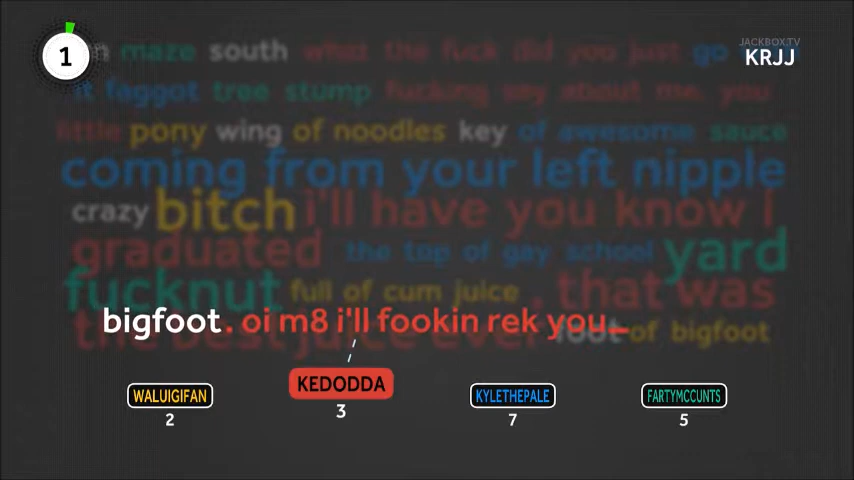 1
JACKBOX.TV
KRJJ
maze south what the fuck did you just go
it faggot tree stump fucking say about me, you
little pony wing of noodles key of awesome sauce
coming from your left nipple
crazy bitch i'll have you know i
graduated the top of gay school yard
fucknut full of cum juice , that was
the best juice ever foot of bigfoot
bigfoot. oi m8 i'll fookin rek you_
WALUIGIFAN
2
KEDODDA
3
KYLETHEPALE
7
FARTYMCCUNTS
5